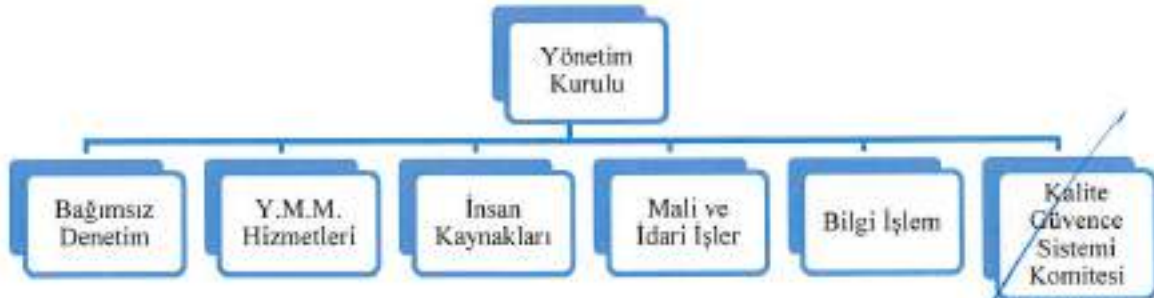 Yönetim
Kurulu
Bağımsız
Denetim
Y.M.M.
Hizmetleri
İnsan
Kaynakları
Mali ve
İdari İşler
Bilgi İşlem
Kalite
Güvence
Sistemi
Komitesi